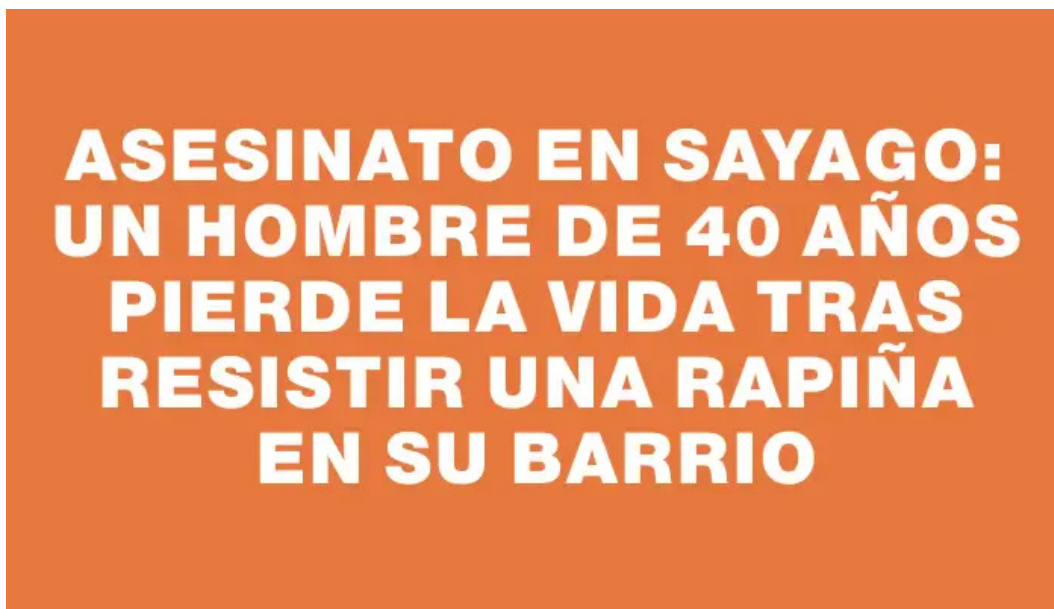 ASESINATO EN SAYAGO:
UN HOMBRE DE 40 AÑOS
PIERDE LA VIDA TRAS
RESISTIR UNA RAPIÑA
EN SU BARRIO